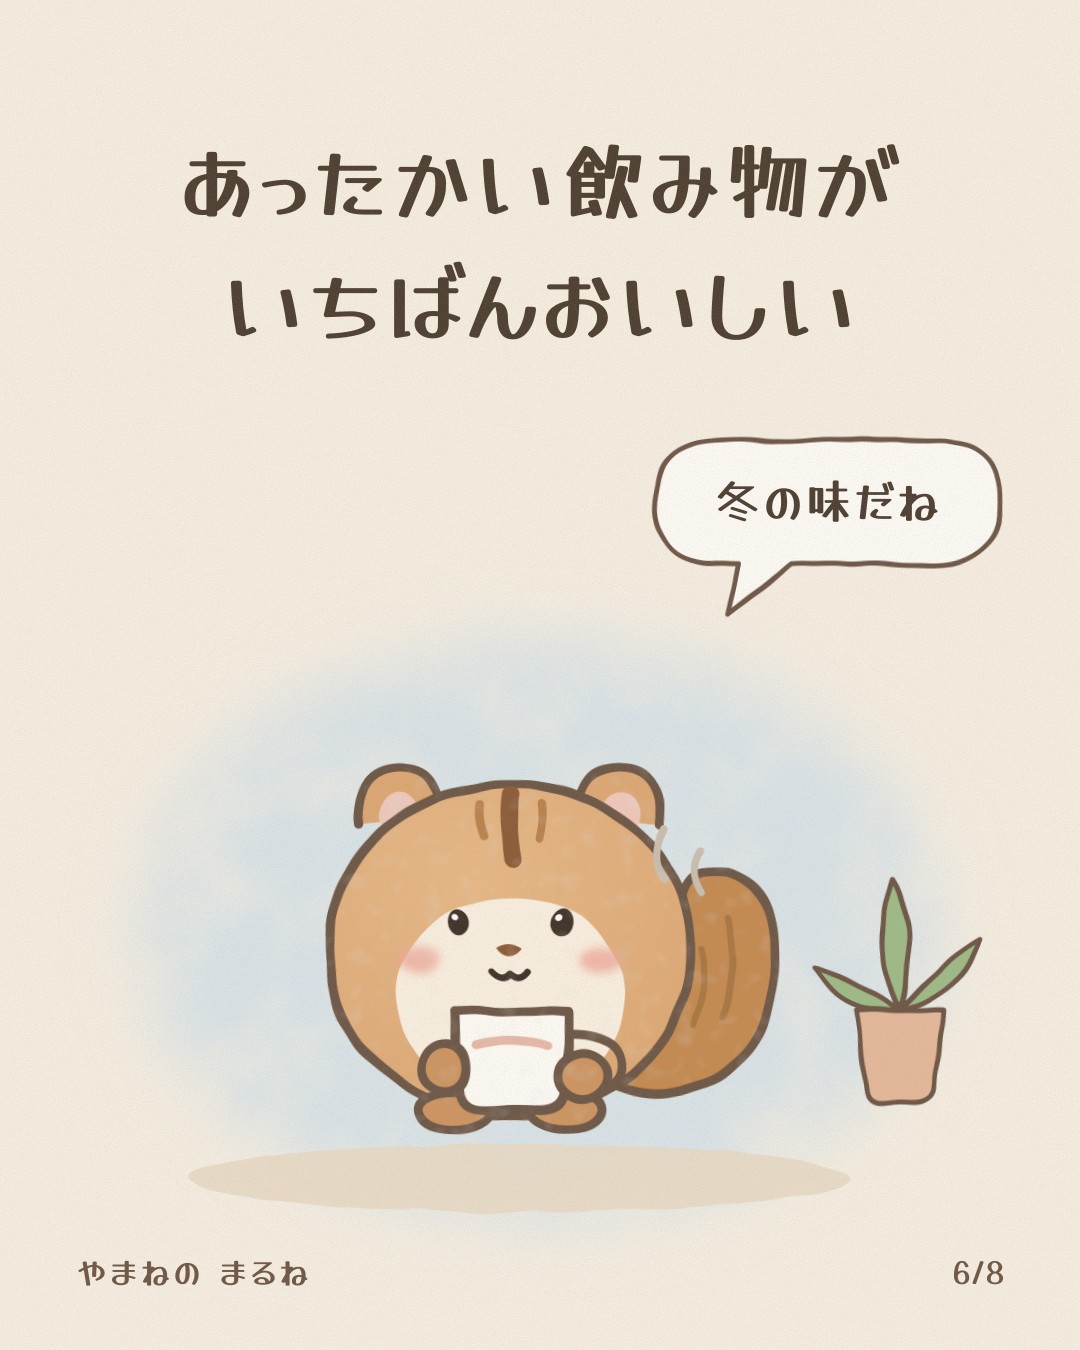 あったかい飲み物が
いちばんおいしい
冬の味だね
やまねの まるね
6/8